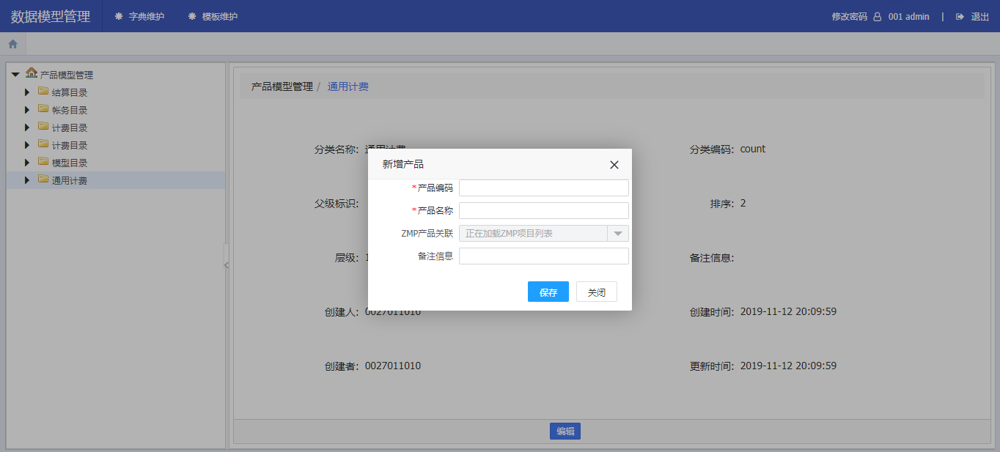 数据模型管理 字典维护 模板维护 修改密码 001 admin | 退出
产品模型管理
结算目录
帐务目录
计费目录
计费目录
模型目录
通用计费
产品模型管理 / 通用计费
分类名称: 通用计费 分类编码: count
父级标识: 排序: 2
层级: 备注信息:
创建人: 0027011010 创建时间: 2019-11-12 20:09:59
创建者: 0027011010 更新时间: 2019-11-12 20:09:59
编辑
新增产品
*产品编码
*产品名称
ZMP产品关联 正在加载ZMP项目列表
备注信息
保存 关闭